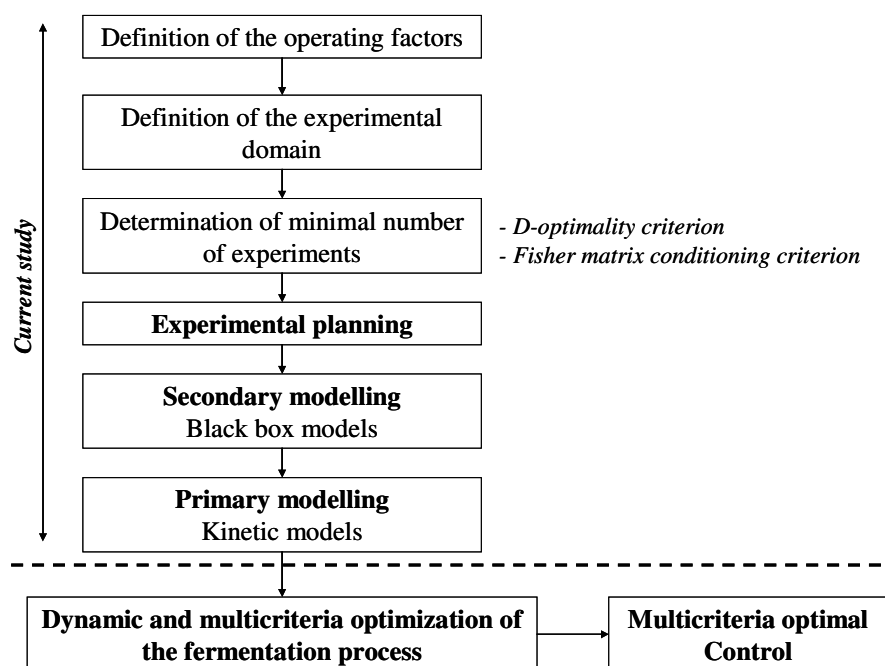 Definition of the operating factors
Definition of the experimental
domain
Determination of minimal number
of experiments
- D-optimality criterion
- Fisher matrix conditioning criterion
Current study
Experimental planning
Secondary modelling
Black box models
Primary modelling
Kinetic models
Dynamic and multicriteria optimization of
the fermentation process
Multicriteria optimal
Control